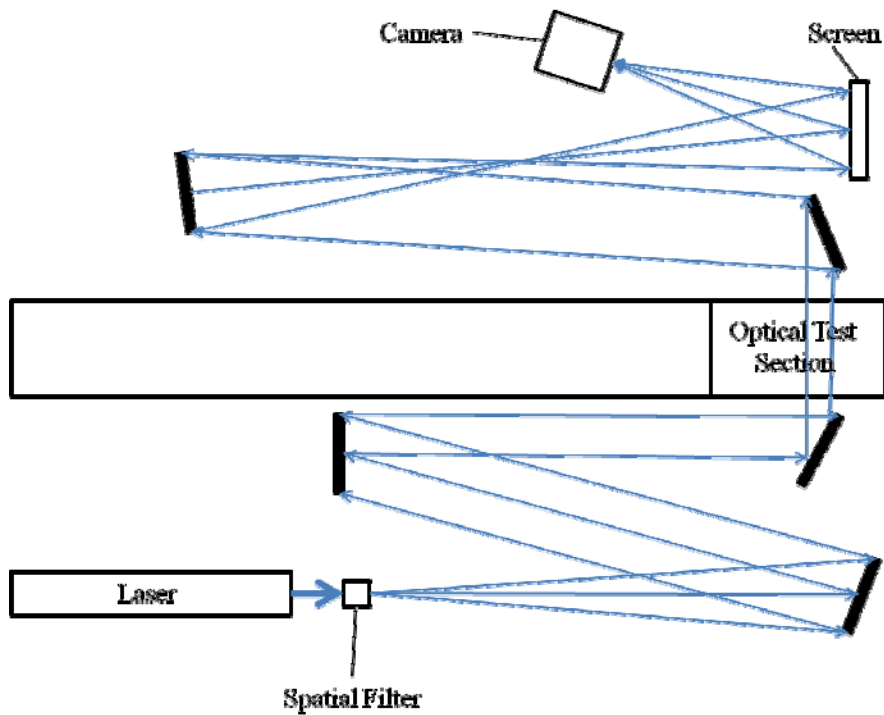 Camera
Screen
Optical Test
Section
Laser
Spatial Filter